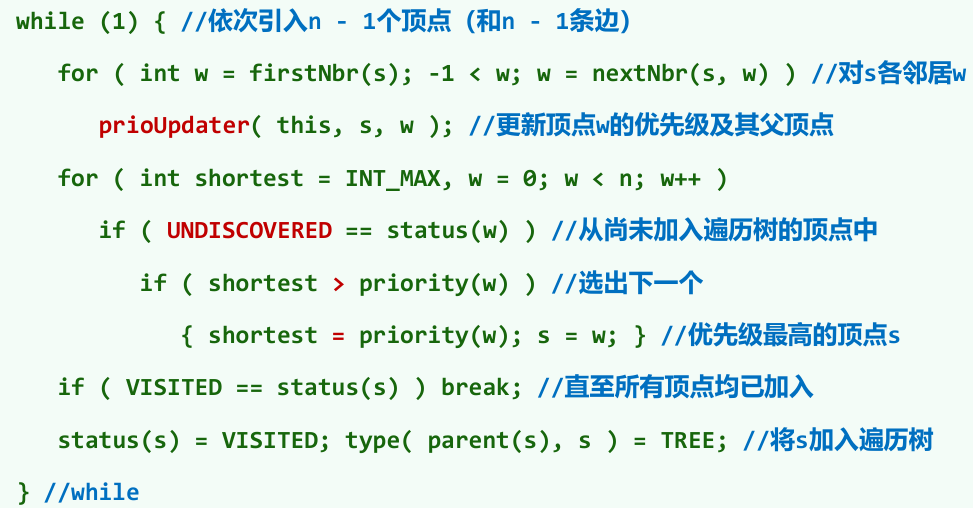 while (1) { //依次引入n - 1个顶点（和n - 1条边）
for ( int w = firstNbr(s); -1 < w; w = nextNbr(s, w) ) //对s各邻居w
prioUpdater( this, s, w ); //更新顶点w的优先级及其父顶点
for ( int shortest = INT_MAX, w = 0; w < n; w++ )
if ( UNDISCOVERED == status(w) ) //从尚未加入遍历树的顶点中
if ( shortest > priority(w) ) //选出下一个
{ shortest = priority(w); s = w; } //优先级最高的顶点s
if ( VISITED == status(s) ) break; //直至所有顶点均已加入
status(s) = VISITED; type( parent(s), s ) = TREE; //将s加入遍历树
} //while